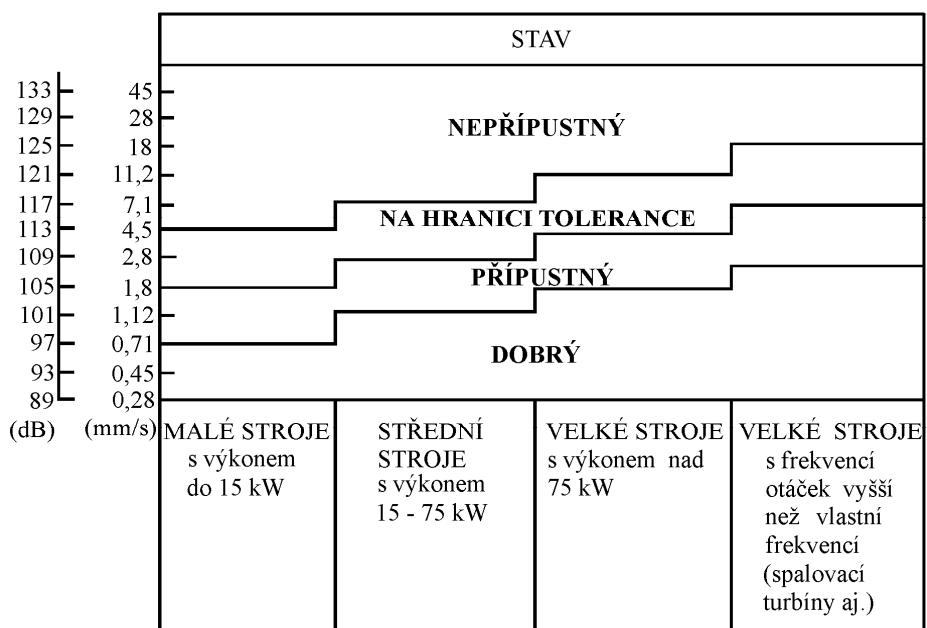 STAV
133
129
125
121
117
113
109
105
101
97
93
89
(dB)
45
28
18
11,2
7,1
4,5
2,8
1,8
1,12
0,71
0,45
0,28
(mm/s)
NEPŘÍPUSTNÝ
NA HRANICI TOLERANCE
PŘÍPUSTNÝ
DOBRÝ
MALÉ STROJE
s výkonem
do 15 kW
STŘEDNÍ
STROJE
s výkonem
15 - 75 kW
VELKÉ STROJE
s výkonem nad
75 kW
VELKÉ STROJE
s frekvencí
otáček vyšší
než vlastní
frekvencí
(spalovací
turbíny aj.)